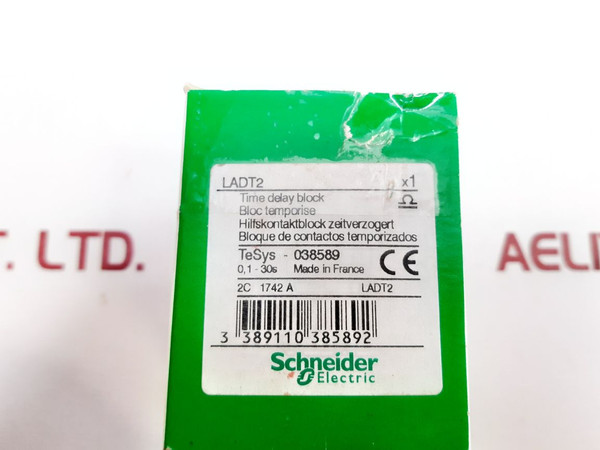 LADT2 x1
Time delay block
Bloc temporise
Hilfskontaktblock zeitverzogert
Bloque de contactos temporizados
TeSys - 038589
0,1 - 30s Made in France CE
2C 1742 A LADT2
3 389110 385892
Schneider
Electric
T. LTD.
AEL